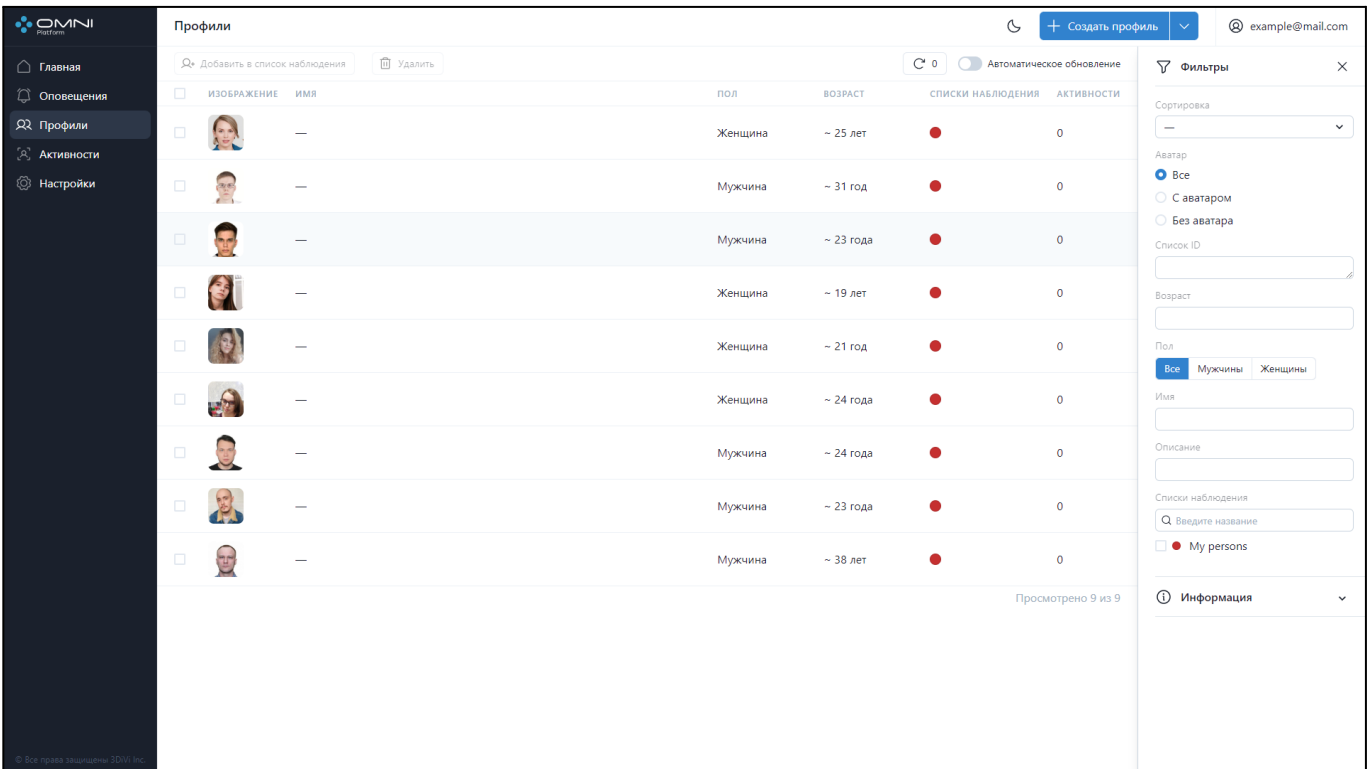 OMNI
Platform
Профили
Создать профиль
example@mail.com
Главная
Оповещения
Профили
Активности
Настройки
© Все права защищены 3DiVi Inc.
Добавить в список наблюдения
Удалить
0
Автоматическое обновление
ИЗОБРАЖЕНИЕ ИМЯ ПОЛ ВОЗРАСТ СПИСКИ НАБЛЮДЕНИЯ АКТИВНОСТИ
— Женщина ~ 25 лет 0
— Мужчина ~ 31 год 0
— Мужчина ~ 23 года 0
— Женщина ~ 19 лет 0
— Женщина ~ 21 год 0
— Женщина ~ 24 года 0
— Мужчина ~ 24 года 0
— Мужчина ~ 23 года 0
— Мужчина ~ 38 лет 0
Просмотрено 9 из 9
Фильтры
Сортировка
—
Аватар
Все
С аватаром
Без аватара
Список ID
Возраст
Пол
Все Мужчины Женщины
Имя
Описание
Списки наблюдения
Введите название
My persons
Информация